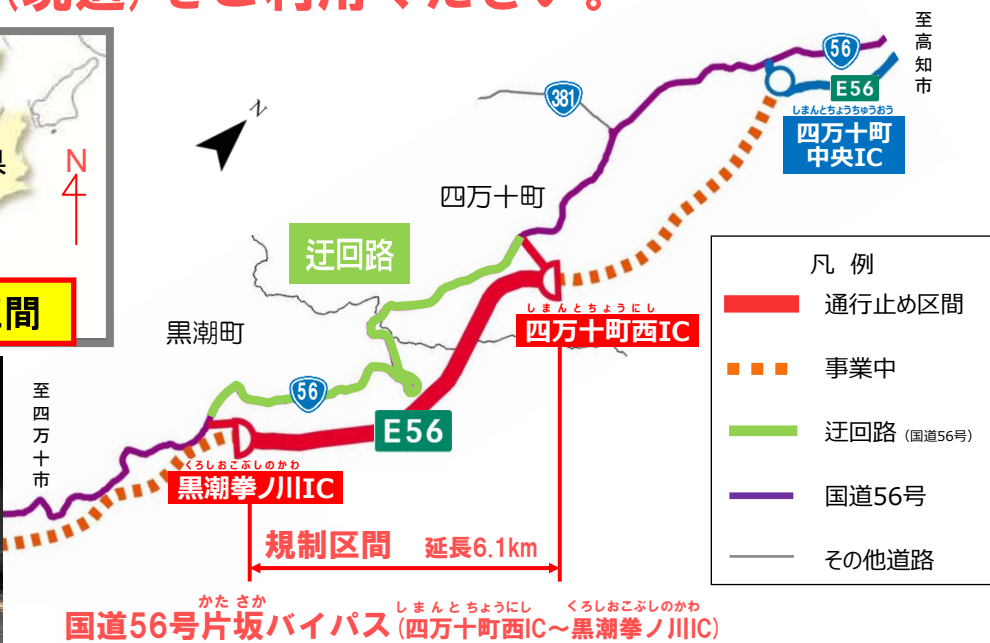 (現道)をご利用ください。
至高知市
56
E56
しまんとちょうちゅうおう
四万十町
中央IC
381
N
四万十町
N
迂回路
凡 例
通行止め区間
事業中
迂回路 (国道56号)
国道56号
その他道路
間
しまんとちょうにし
四万十町西IC
黒潮町
至四万十市
56
E56
くろしおこぶしのかわ
黒潮拳ノ川IC
規制区間 延長6.1km
かたさか しまんとちょうにし くろしおこぶしのかわ
国道56号片坂バイパス(四万十町西IC～黒潮拳ノ川IC)